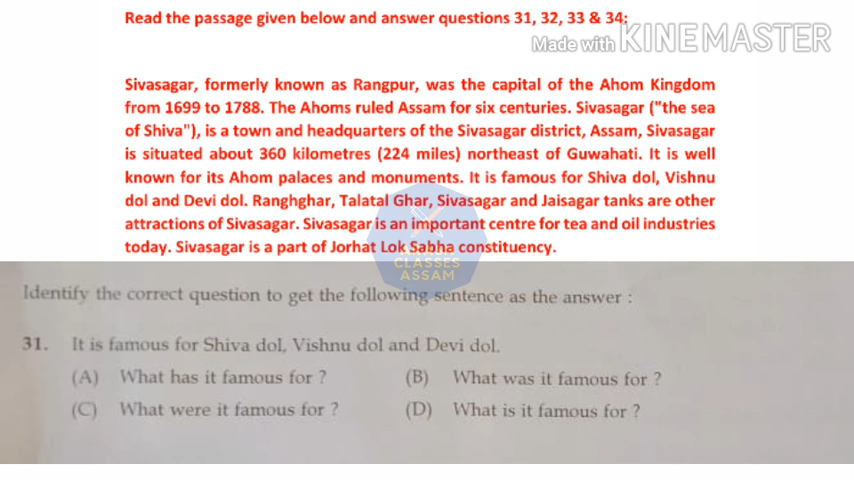 Read the passage given below and answer questions 31, 32, 33 & 34:
Made with KINEMASTER
Sivasagar, formerly known as Rangpur, was the capital of the Ahom Kingdom
from 1699 to 1788. The Ahoms ruled Assam for six centuries. Sivasagar ("the sea
of Shiva"), is a town and headquarters of the Sivasagar district, Assam, Sivasagar
is situated about 360 kilometres (224 miles) northeast of Guwahati. It is well
known for its Ahom palaces and monuments. It is famous for Shiva dol, Vishnu
dol and Devi dol. Ranghghar, Talatal Ghar, Sivasagar and Jaisagar tanks are other
attractions of Sivasagar. Sivasagar is an important centre for tea and oil industries
today. Sivasagar is a part of Jorhat Lok Sabha constituency.
CLASSES
ASSAM
Identify the correct question to get the following sentence as the answer :
31. It is famous for Shiva dol, Vishnu dol and Devi dol.
(A) What has it famous for ? (B) What was it famous for ?
(C) What were it famous for ? (D) What is it famous for ?